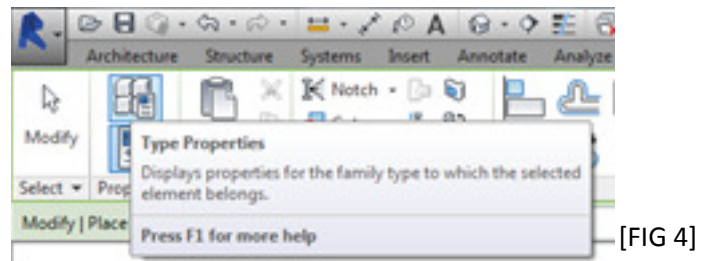 Architecture Structure Systems Insert Annotate Analyze
Notch
Modify
Type Properties
Displays properties for the family type to which the selected
element belongs.
Select Prop
Modify | Place
Press F1 for more help
[FIG 4]